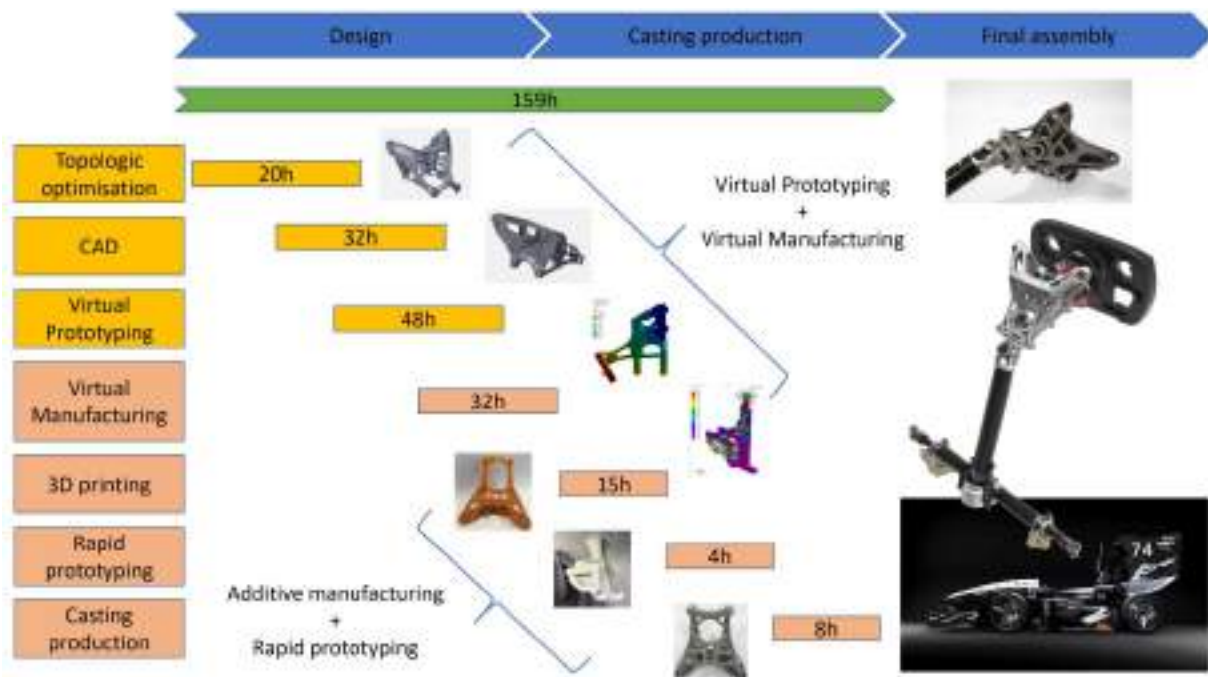 Design
Casting production
Final assembly
159h
Topologic
optimisation
20h
Virtual Prototyping
+
Virtual Manufacturing
CAD
32h
Virtual
Prototyping
48h
Virtual
Manufacturing
32h
3D printing
15h
Rapid
prototyping
4h
74
Additive manufacturing
+
Rapid prototyping
Casting
production
8h